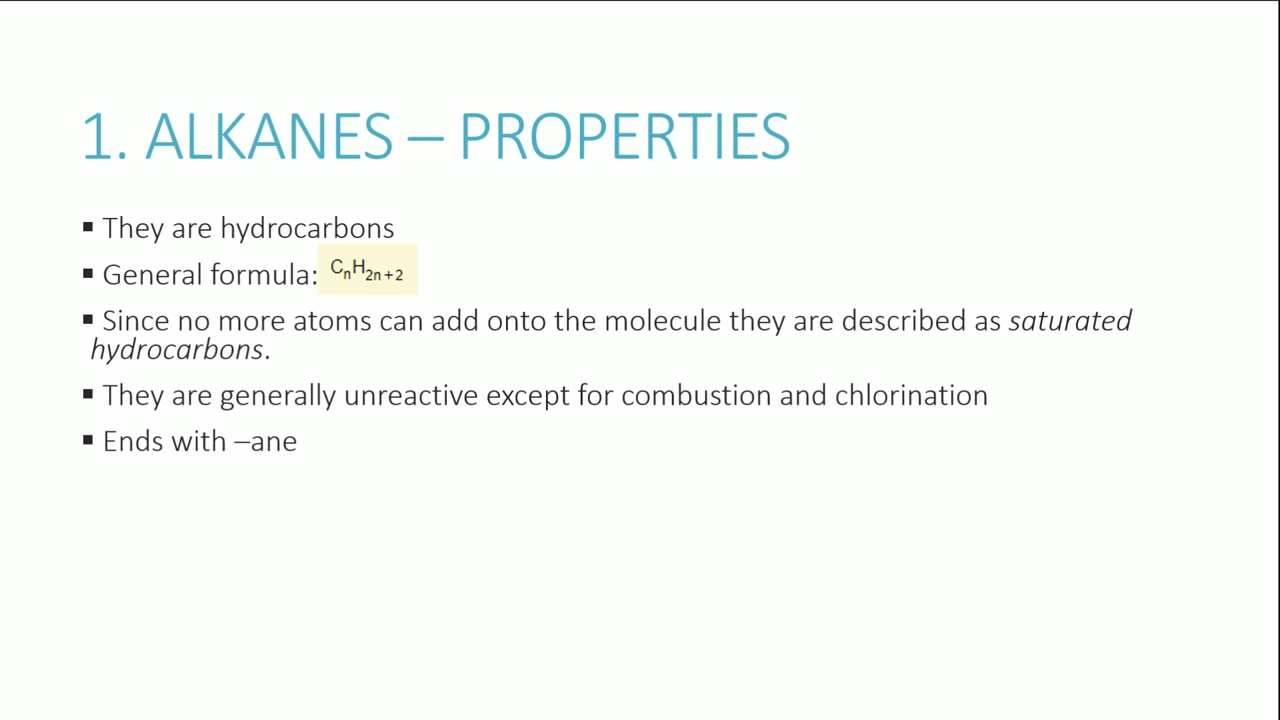 1. ALKANES – PROPERTIES
▪ They are hydrocarbons
▪ General formula: CnH2n+2
▪ Since no more atoms can add onto the molecule they are described as saturated
hydrocarbons.
▪ They are generally unreactive except for combustion and chlorination
▪ Ends with –ane